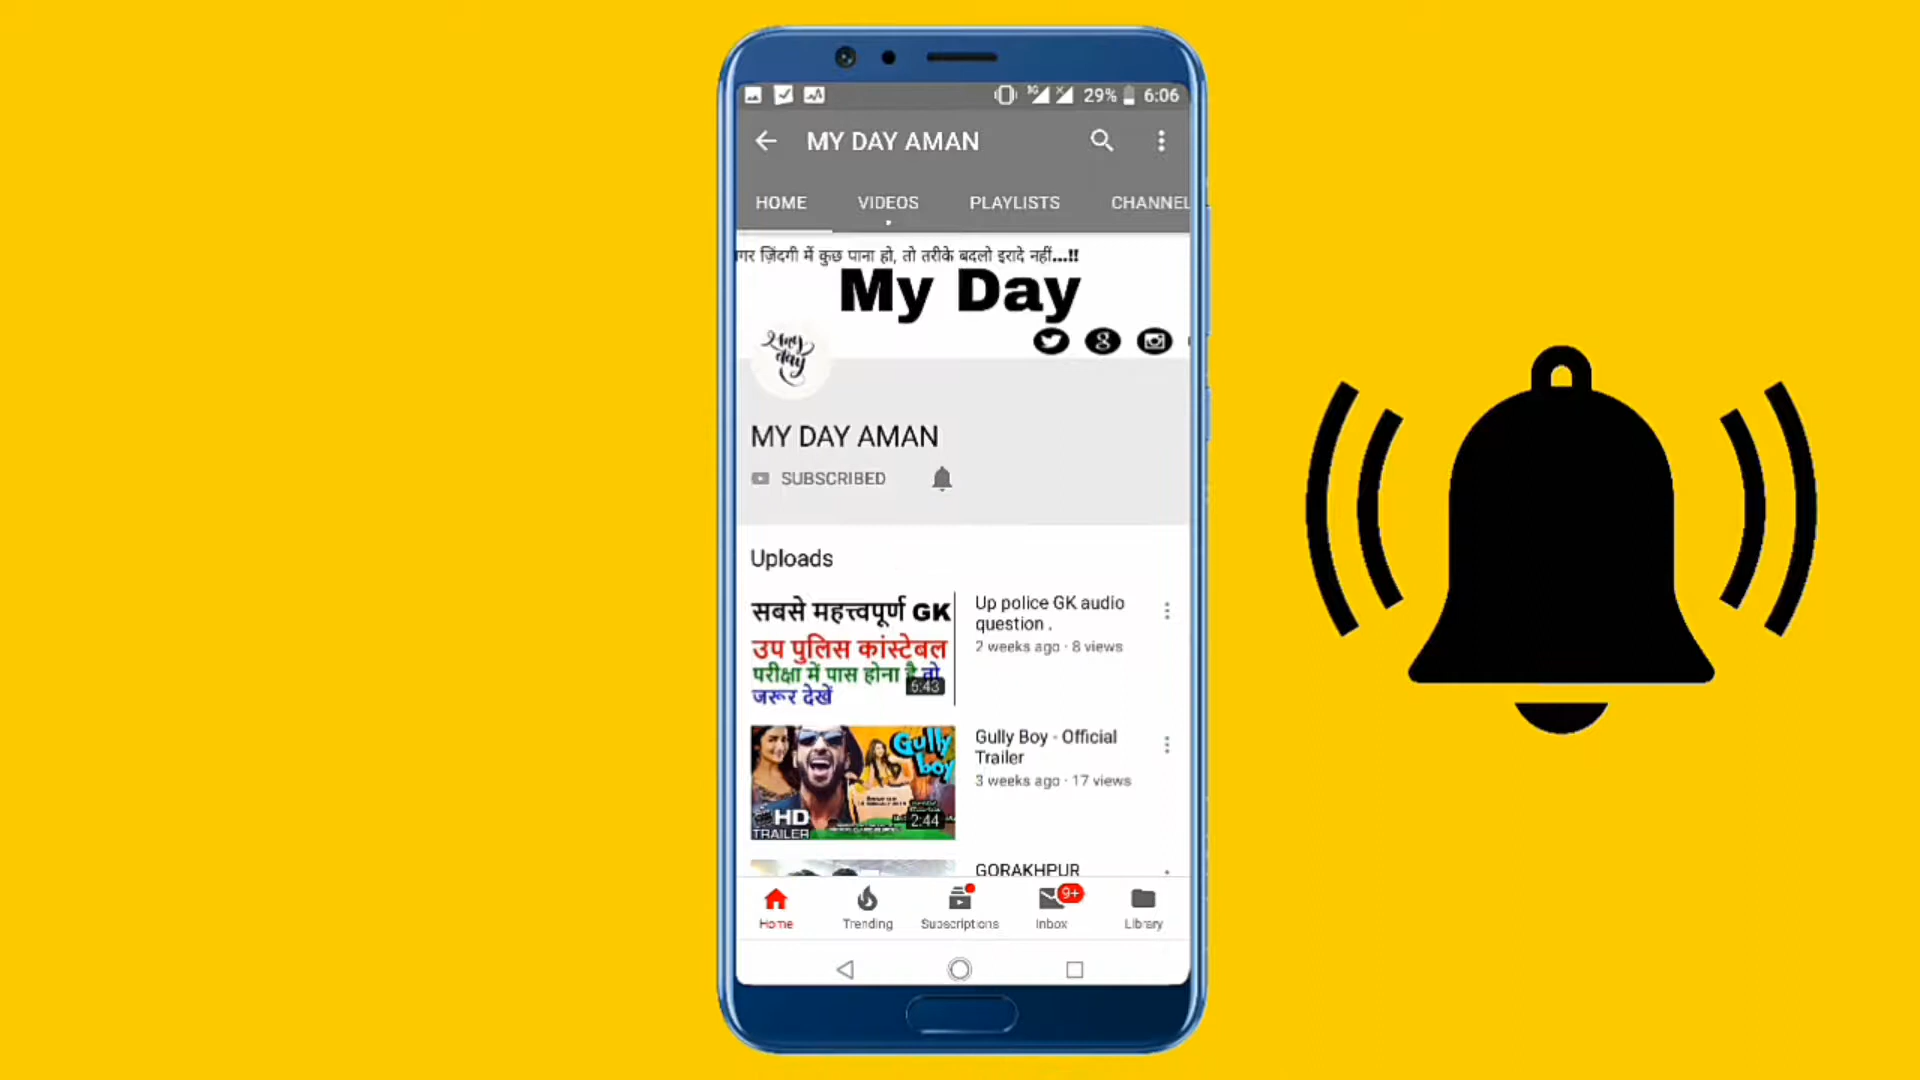 29% 6:06
MY DAY AMAN
HOME VIDEOS PLAYLISTS CHANNEL
गर ज़िंदगी में कुछ पाना हो, तो तरीके बदलो इरादे नहीं...!!
My Day
my day
MY DAY AMAN
SUBSCRIBED
Uploads
सबसे महत्त्वपूर्ण GK
उप पुलिस कांस्टेबल
परीक्षा में पास होना है तो
जरूर देखें
5:43
Up police GK audio
question .
2 weeks ago · 8 views
Gully
boy
HD
TRAILER
2:44
Gully Boy - Official
Trailer
3 weeks ago · 17 views
GORAKHPUR
9+
Home Trending Subscriptions Inbox Library